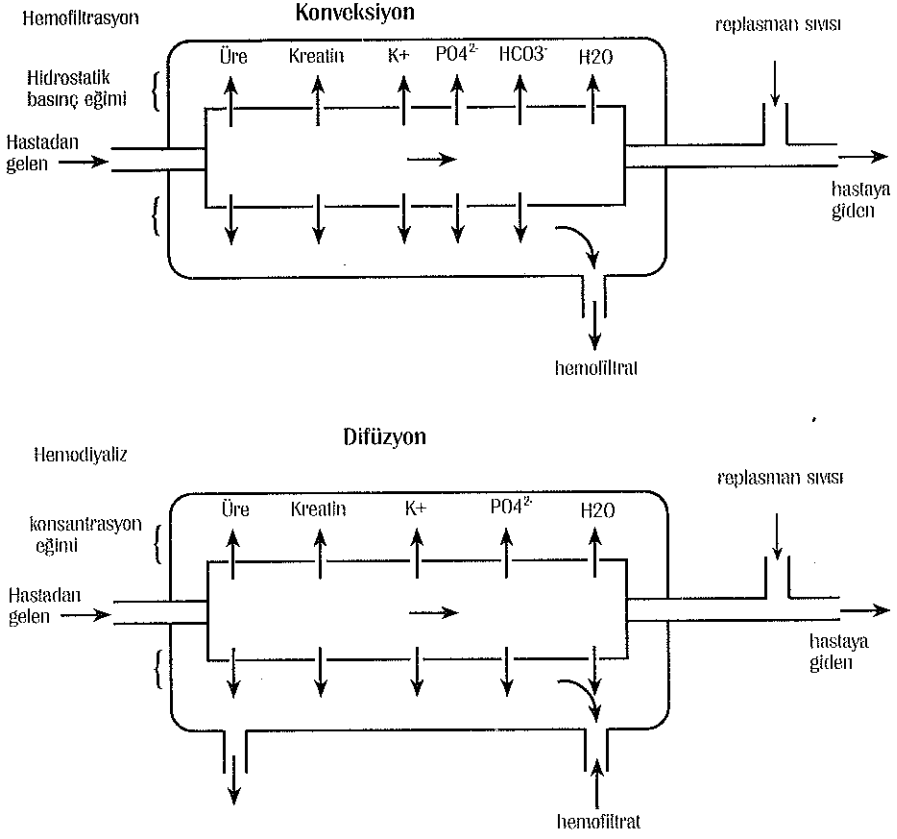 Hemofiltrasyon
Konveksiyon
replasman sıvısı
Üre Kreatin K+ PO4²⁻ HCO3⁻ H2O
Hidrostatik
basınç eğimi
Hastadan
gelen
hastaya
giden
hemofiltrat
Difüzyon
Hemodiyaliz
replasman sıvısı
Üre Kreatin K+ PO4²⁻ H2O
konsantrasyon
eğimi
Hastadan
gelen
hastaya
giden
hemofiltrat